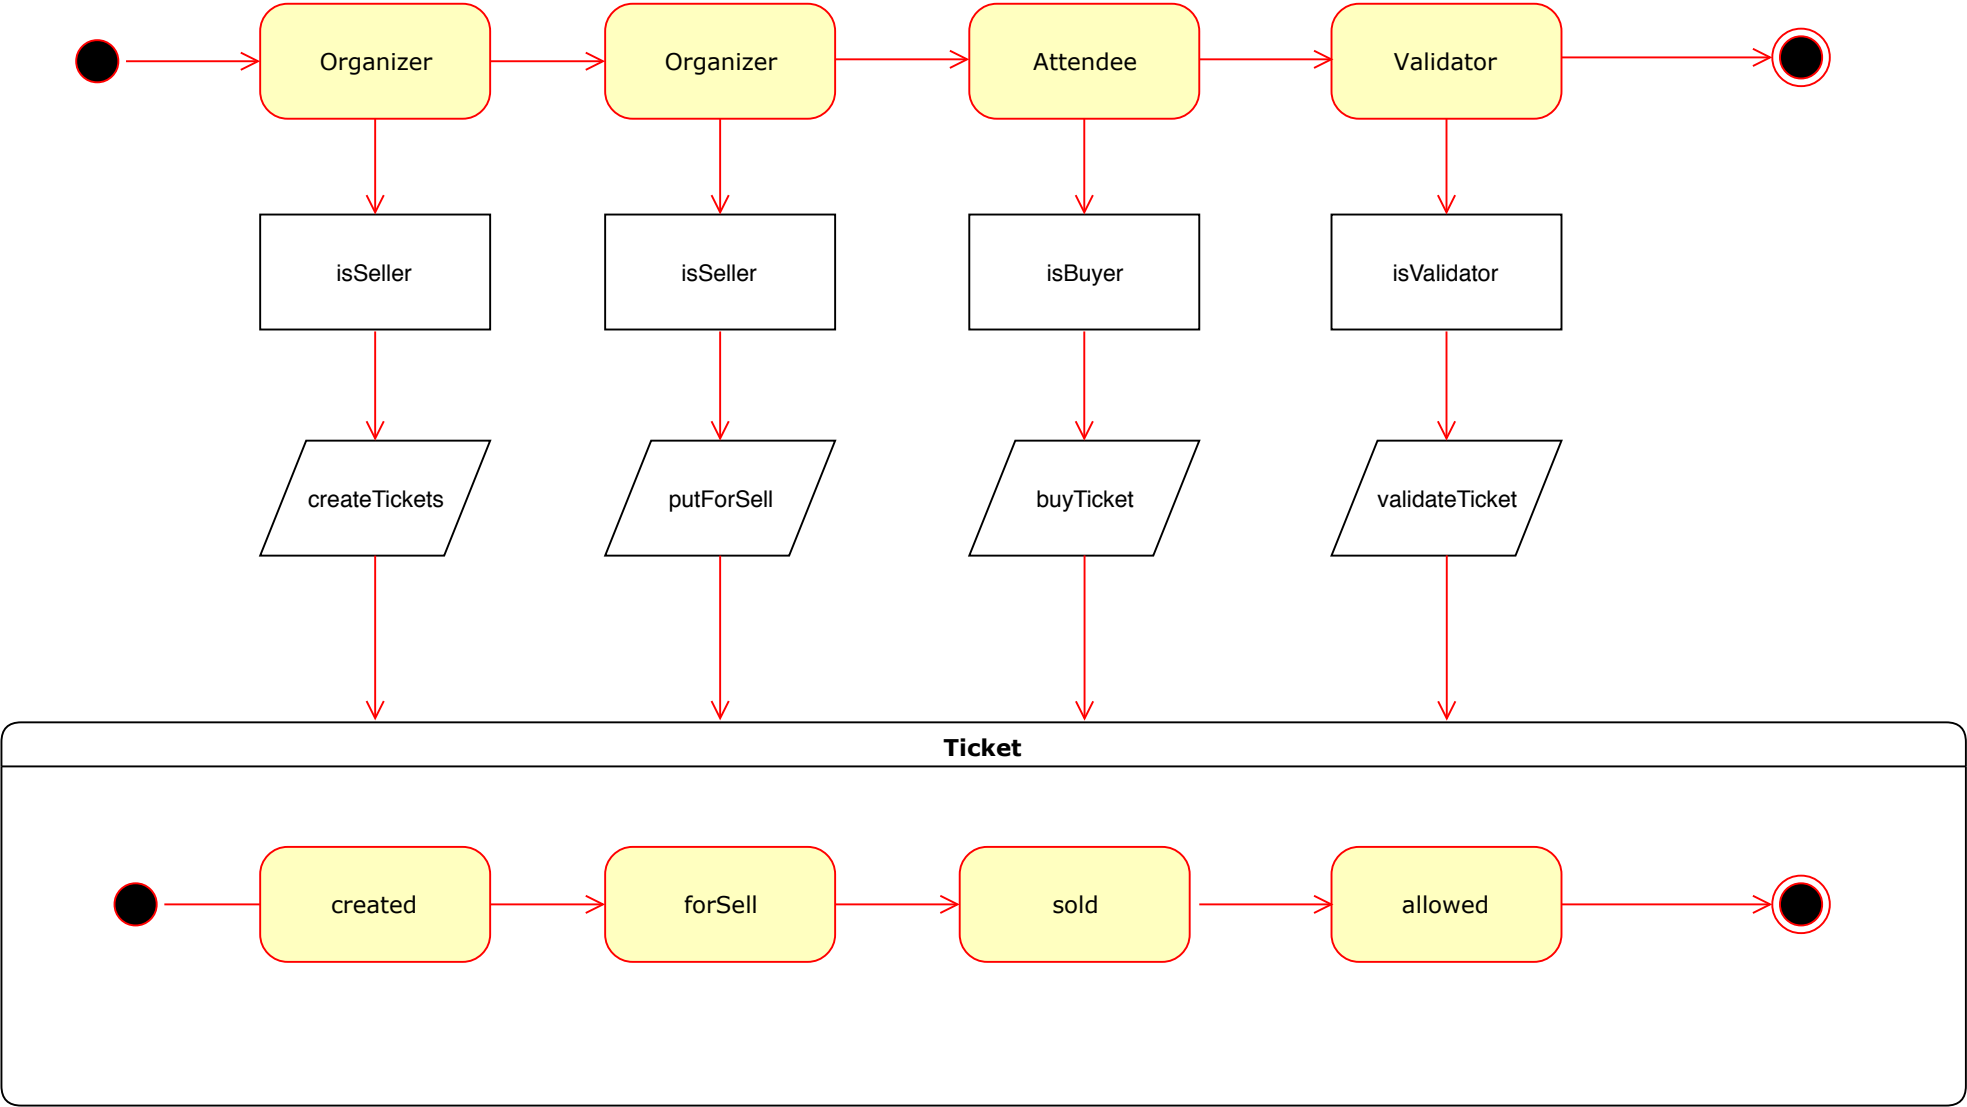 Organizer
Organizer
Attendee
Validator
isSeller
isSeller
isBuyer
isValidator
createTickets
putForSell
buyTicket
validateTicket
Ticket
created
forSell
sold
allowed